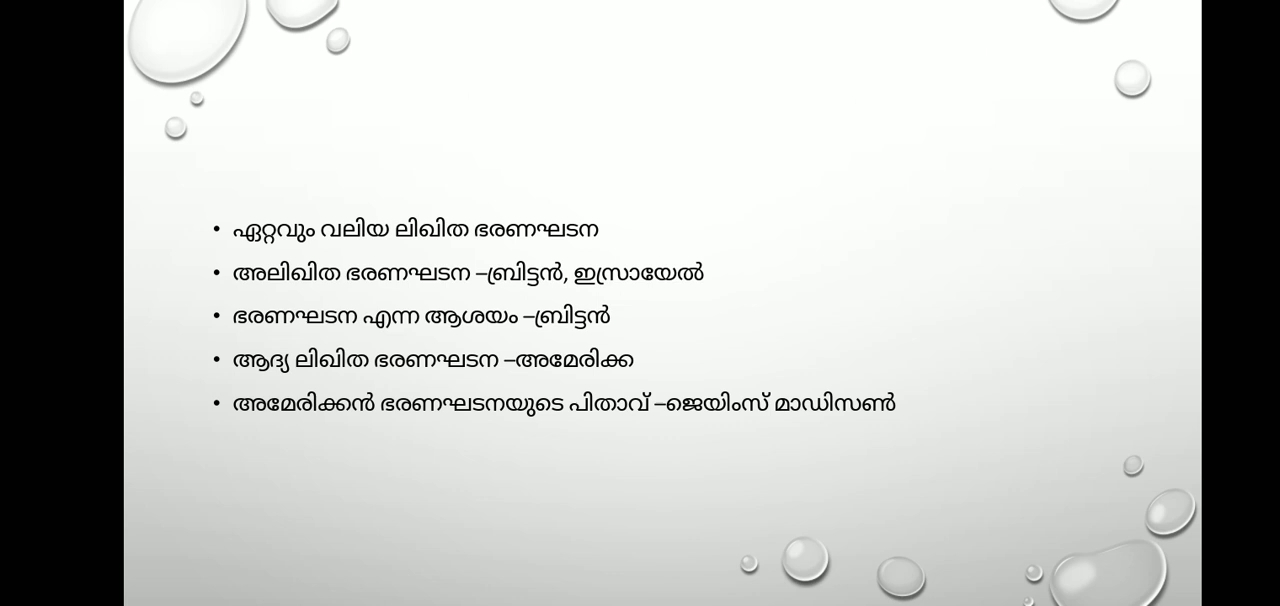 • ഏറ്റവും വലിയ ലിഖിത ഭരണഘടന
• അലിഖിത ഭരണഘടന –ബ്രിട്ടൻ, ഇസ്രായേൽ
• ഭരണഘടന എന്ന ആശയം –ബ്രിട്ടൻ
• ആദ്യ ലിഖിത ഭരണഘടന –അമേരിക്ക
• അമേരിക്കൻ ഭരണഘടനയുടെ പിതാവ് –ജെയിംസ് മാഡിസൺ